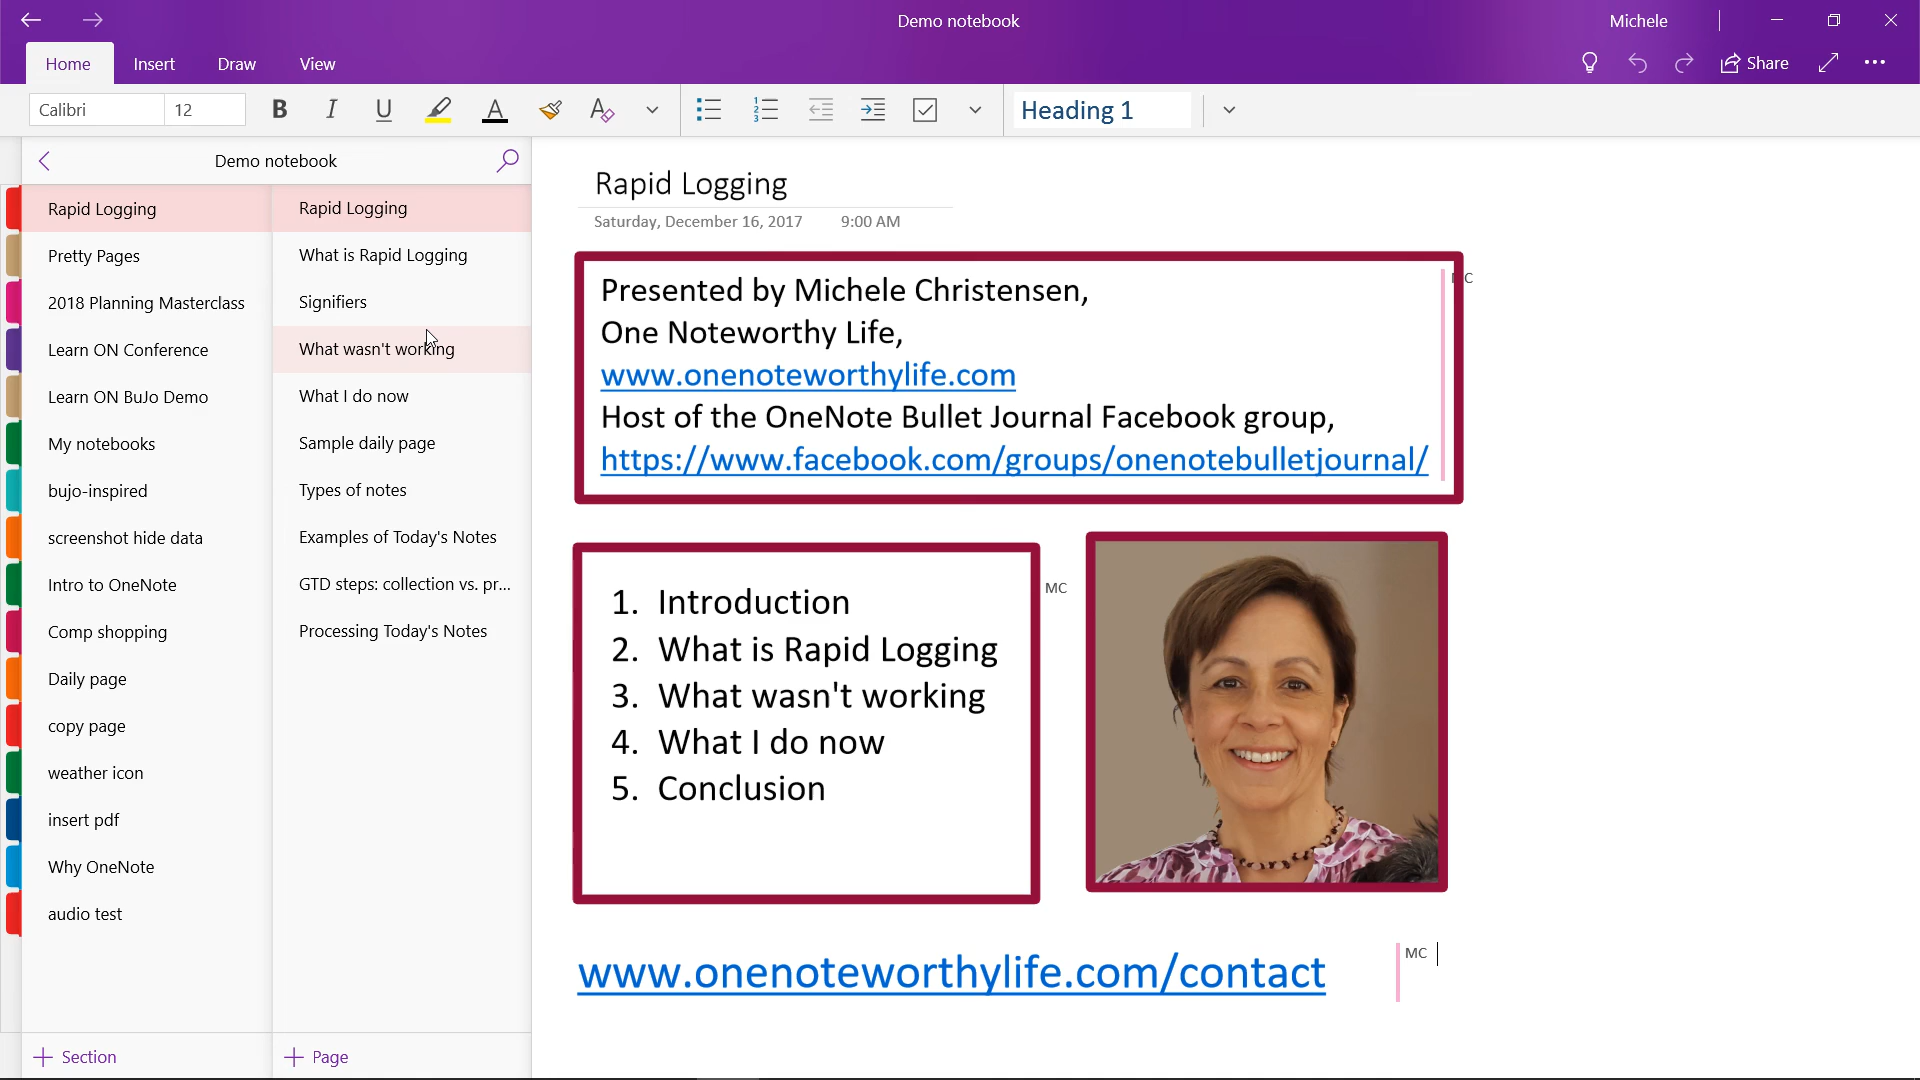 Demo notebook
Michele
Home Insert Draw View
Share
Calibri 12 B I U A A Heading 1
Demo notebook
Rapid Logging
Pretty Pages
2018 Planning Masterclass
Learn ON Conference
Learn ON BuJo Demo
My notebooks
bujo-inspired
screenshot hide data
Intro to OneNote
Comp shopping
Daily page
copy page
weather icon
insert pdf
Why OneNote
audio test
+ Section
Rapid Logging
What is Rapid Logging
Signifiers
What wasn't working
What I do now
Sample daily page
Types of notes
Examples of Today's Notes
GTD steps: collection vs. pr...
Processing Today's Notes
+ Page
Rapid Logging
Saturday, December 16, 2017 9:00 AM
Presented by Michele Christensen,
One Noteworthy Life,
www.onenoteworthylife.com
Host of the OneNote Bullet Journal Facebook group,
https://www.facebook.com/groups/onenotebulletjournal/
MC
1. Introduction
2. What is Rapid Logging
3. What wasn't working
4. What I do now
5. Conclusion
MC
www.onenoteworthylife.com/contact
MC